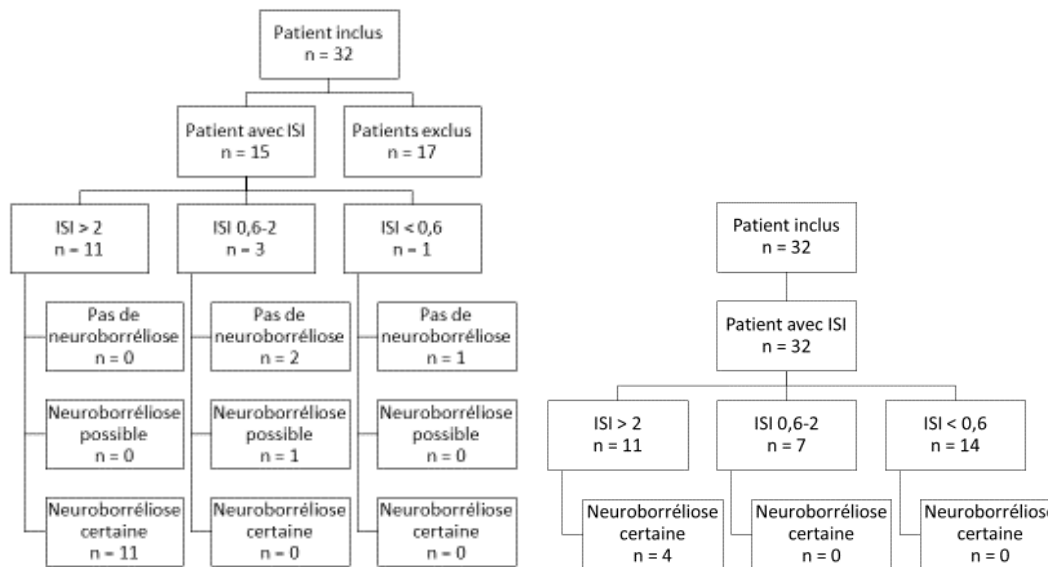 Patient inclus
n = 32
Patient avec ISI
n = 15
Patients exclus
n = 17
ISI > 2
n = 11
ISI 0,6-2
n = 3
ISI < 0,6
n = 1
Pas de
neuroborréliose
n = 0
Pas de
neuroborréliose
n = 2
Pas de
neuroborréliose
n = 1
Neuroborréliose
possible
n = 0
Neuroborréliose
possible
n = 1
Neuroborréliose
possible
n = 0
Neuroborréliose
certaine
n = 11
Neuroborréliose
certaine
n = 0
Neuroborréliose
certaine
n = 0
Patient inclus
n = 32
Patient avec ISI
n = 32
ISI > 2
n = 11
ISI 0,6-2
n = 7
ISI < 0,6
n = 14
Neuroborréliose
certaine
n = 4
Neuroborréliose
certaine
n = 0
Neuroborréliose
certaine
n = 0